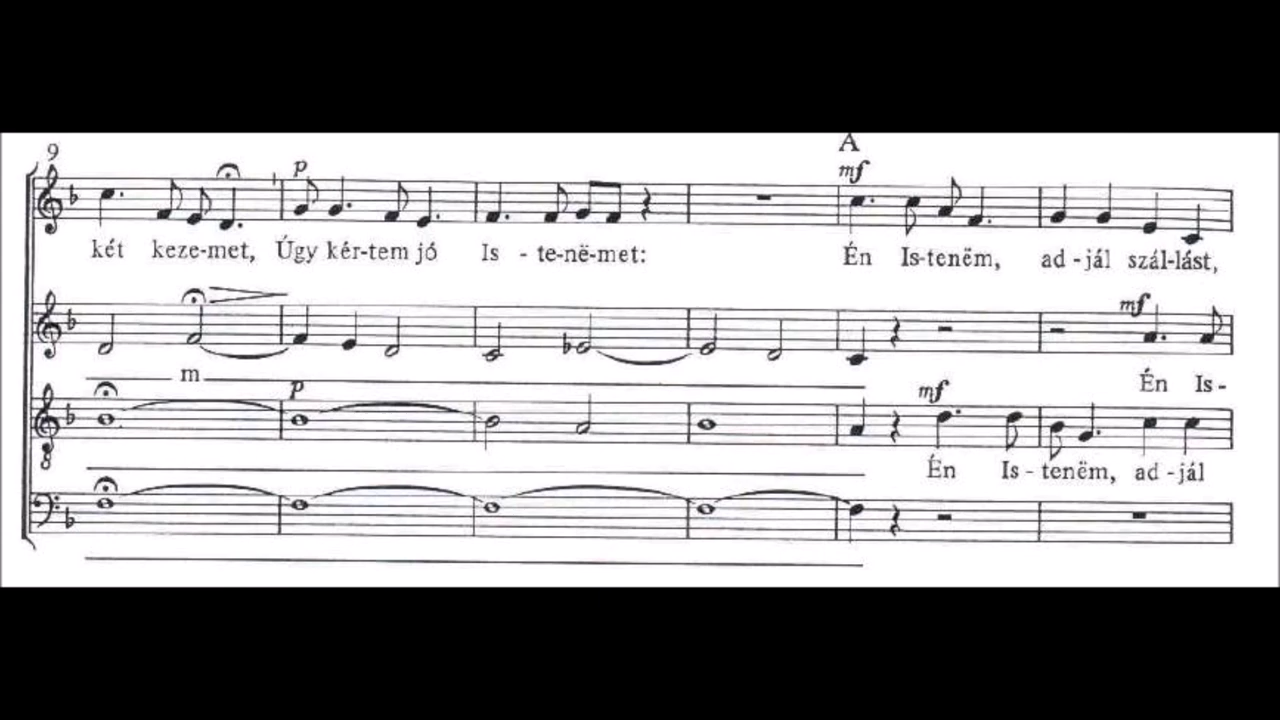 9
A
p mf
két keze-met, Úgy kér-tem jó Is - te-në-met: Én Is-tenëm, ad-jál szál-lást,
mf
m Én Is-
p mf
8
Én Is-tenëm, ad-jál